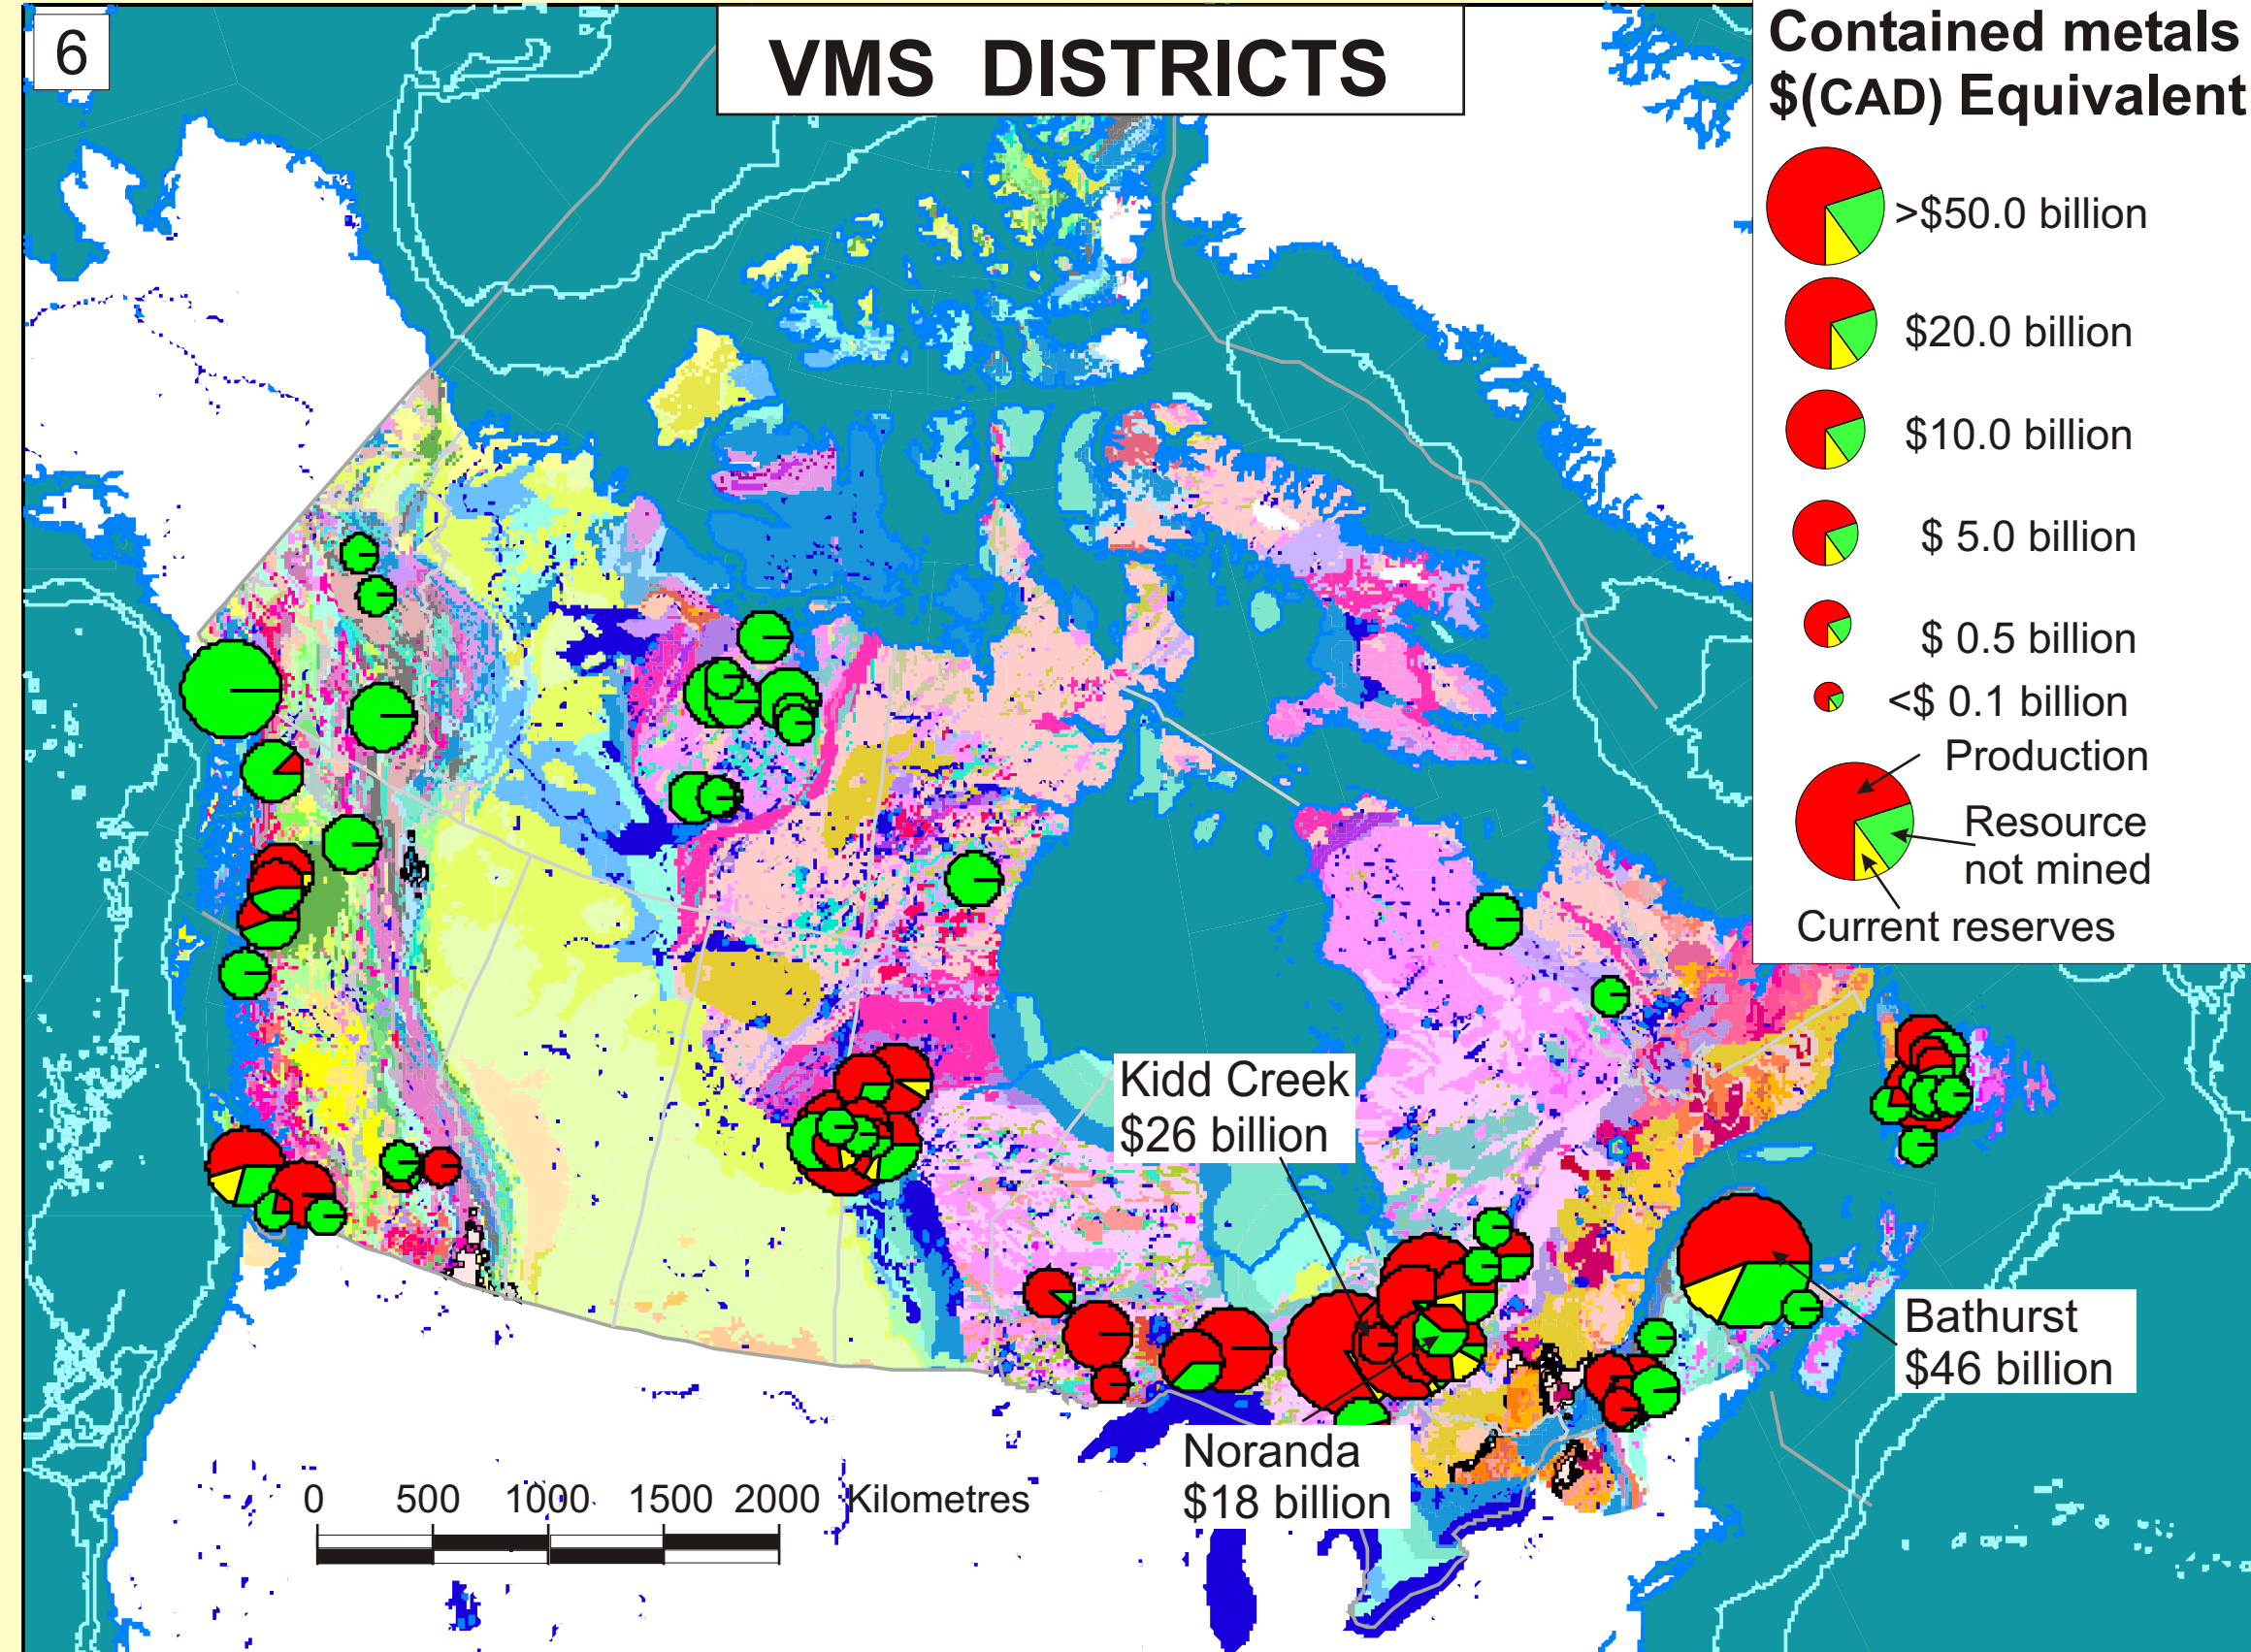 6
VMS DISTRICTS
Contained metals
$(CAD) Equivalent
>$50.0 billion
$20.0 billion
$10.0 billion
$ 5.0 billion
$ 0.5 billion
<$ 0.1 billion
Production
Resource
not mined
Current reserves
Kidd Creek
$26 billion
Bathurst
$46 billion
Noranda
$18 billion
0 500 1000 1500 2000 Kilometres